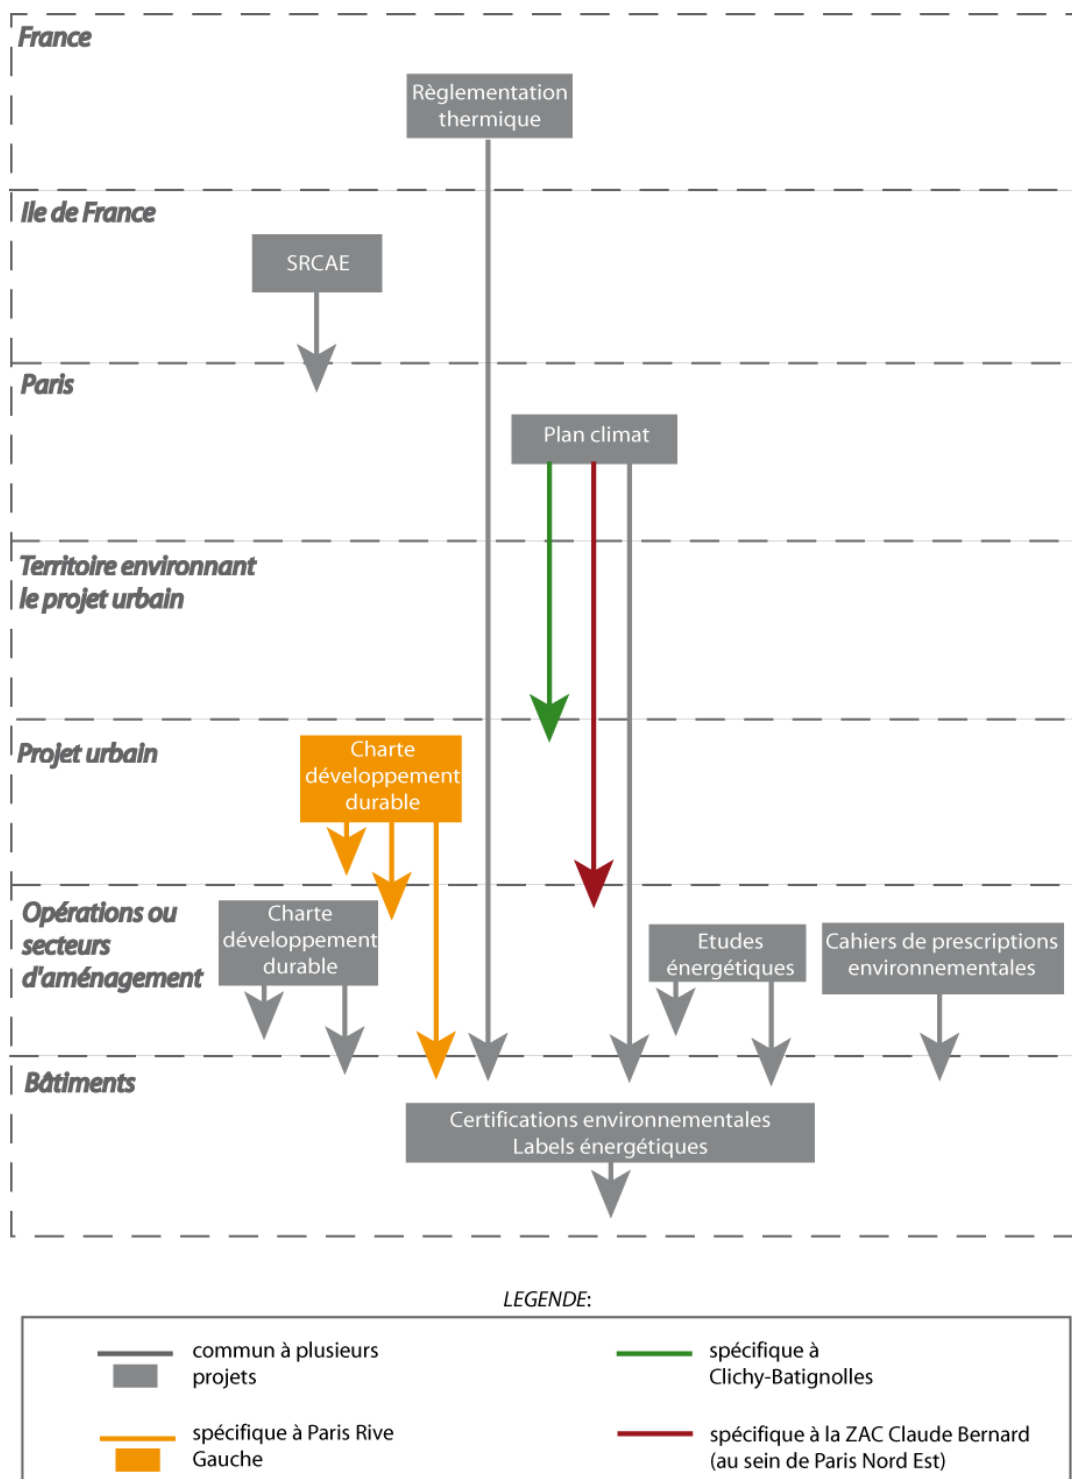 France
Règlementation
thermique
Ile de France
SRCAE
Paris
Plan climat
Territoire environnant
le projet urbain
Projet urbain
Charte
développement
durable
Opérations ou
secteurs
d'aménagement
Charte
développement
durable
Etudes
énergétiques
Cahiers de prescriptions
environnementales
Bâtiments
Certifications environnementales
Labels énergétiques
LEGENDE:
commun à plusieurs
projets
spécifique à
Clichy-Batignolles
spécifique à Paris Rive
Gauche
spécifique à la ZAC Claude Bernard
(au sein de Paris Nord Est)